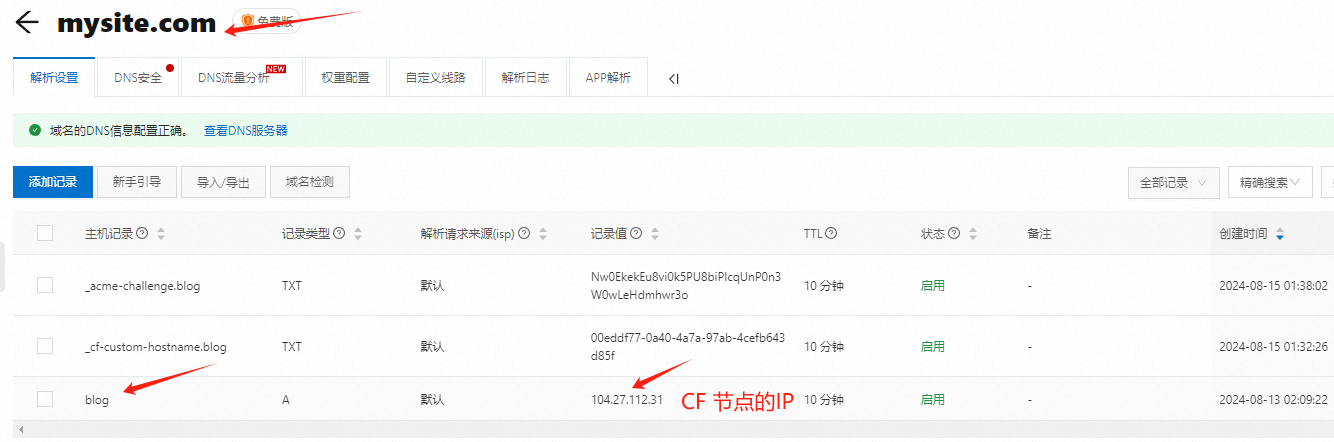 mysite.com 免费版
解析设置 DNS安全 DNS流量分析 NEW 权重配置 自定义线路 解析日志 APP解析
域名的DNS信息配置正确。 查看DNS服务器
添加记录 新手引导 导入/导出 域名检测 全部记录 精确搜索
主机记录 记录类型 解析请求来源(isp) 记录值 TTL 状态 备注 创建时间
_acme-challenge.blog TXT 默认 Nw0EkekEu8vi0k5PU8biPlcqUnP0n3 10 分钟 启用 - 2024-08-15 01:38:02
W0wLeHdmhwr3o
_cf-custom-hostname.blog TXT 默认 00eddf77-0a40-4a7a-97ab-4cefb643 10 分钟 启用 - 2024-08-15 01:32:26
d85f
blog A 默认 104.27.112.31 CF 节点的IP 10 分钟 启用 - 2024-08-13 02:09:22